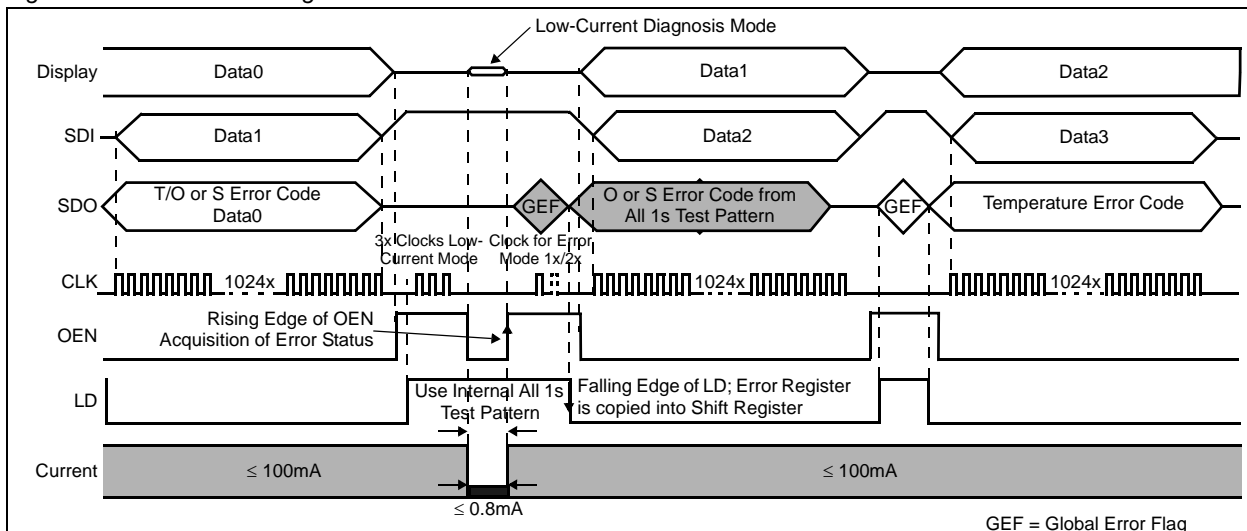 Low-Current Diagnosis Mode
Display
Data0
Data1
Data2
SDI
Data1
Data2
Data3
SDO
T/O or S Error Code
Data0
GEF
O or S Error Code from
All 1s Test Pattern
GEF
Temperature Error Code
3x Clocks Low-
Current Mode
Clock for Error
Mode 1x/2x
CLK
1024x
1024x
1024x
OEN
Rising Edge of OEN
Acquisition of Error Status
LD
Use Internal All 1s
Test Pattern
Falling Edge of LD; Error Register
is copied into Shift Register
Current
≤ 100mA
≤ 100mA
≤ 0.8mA
GEF = Global Error Flag